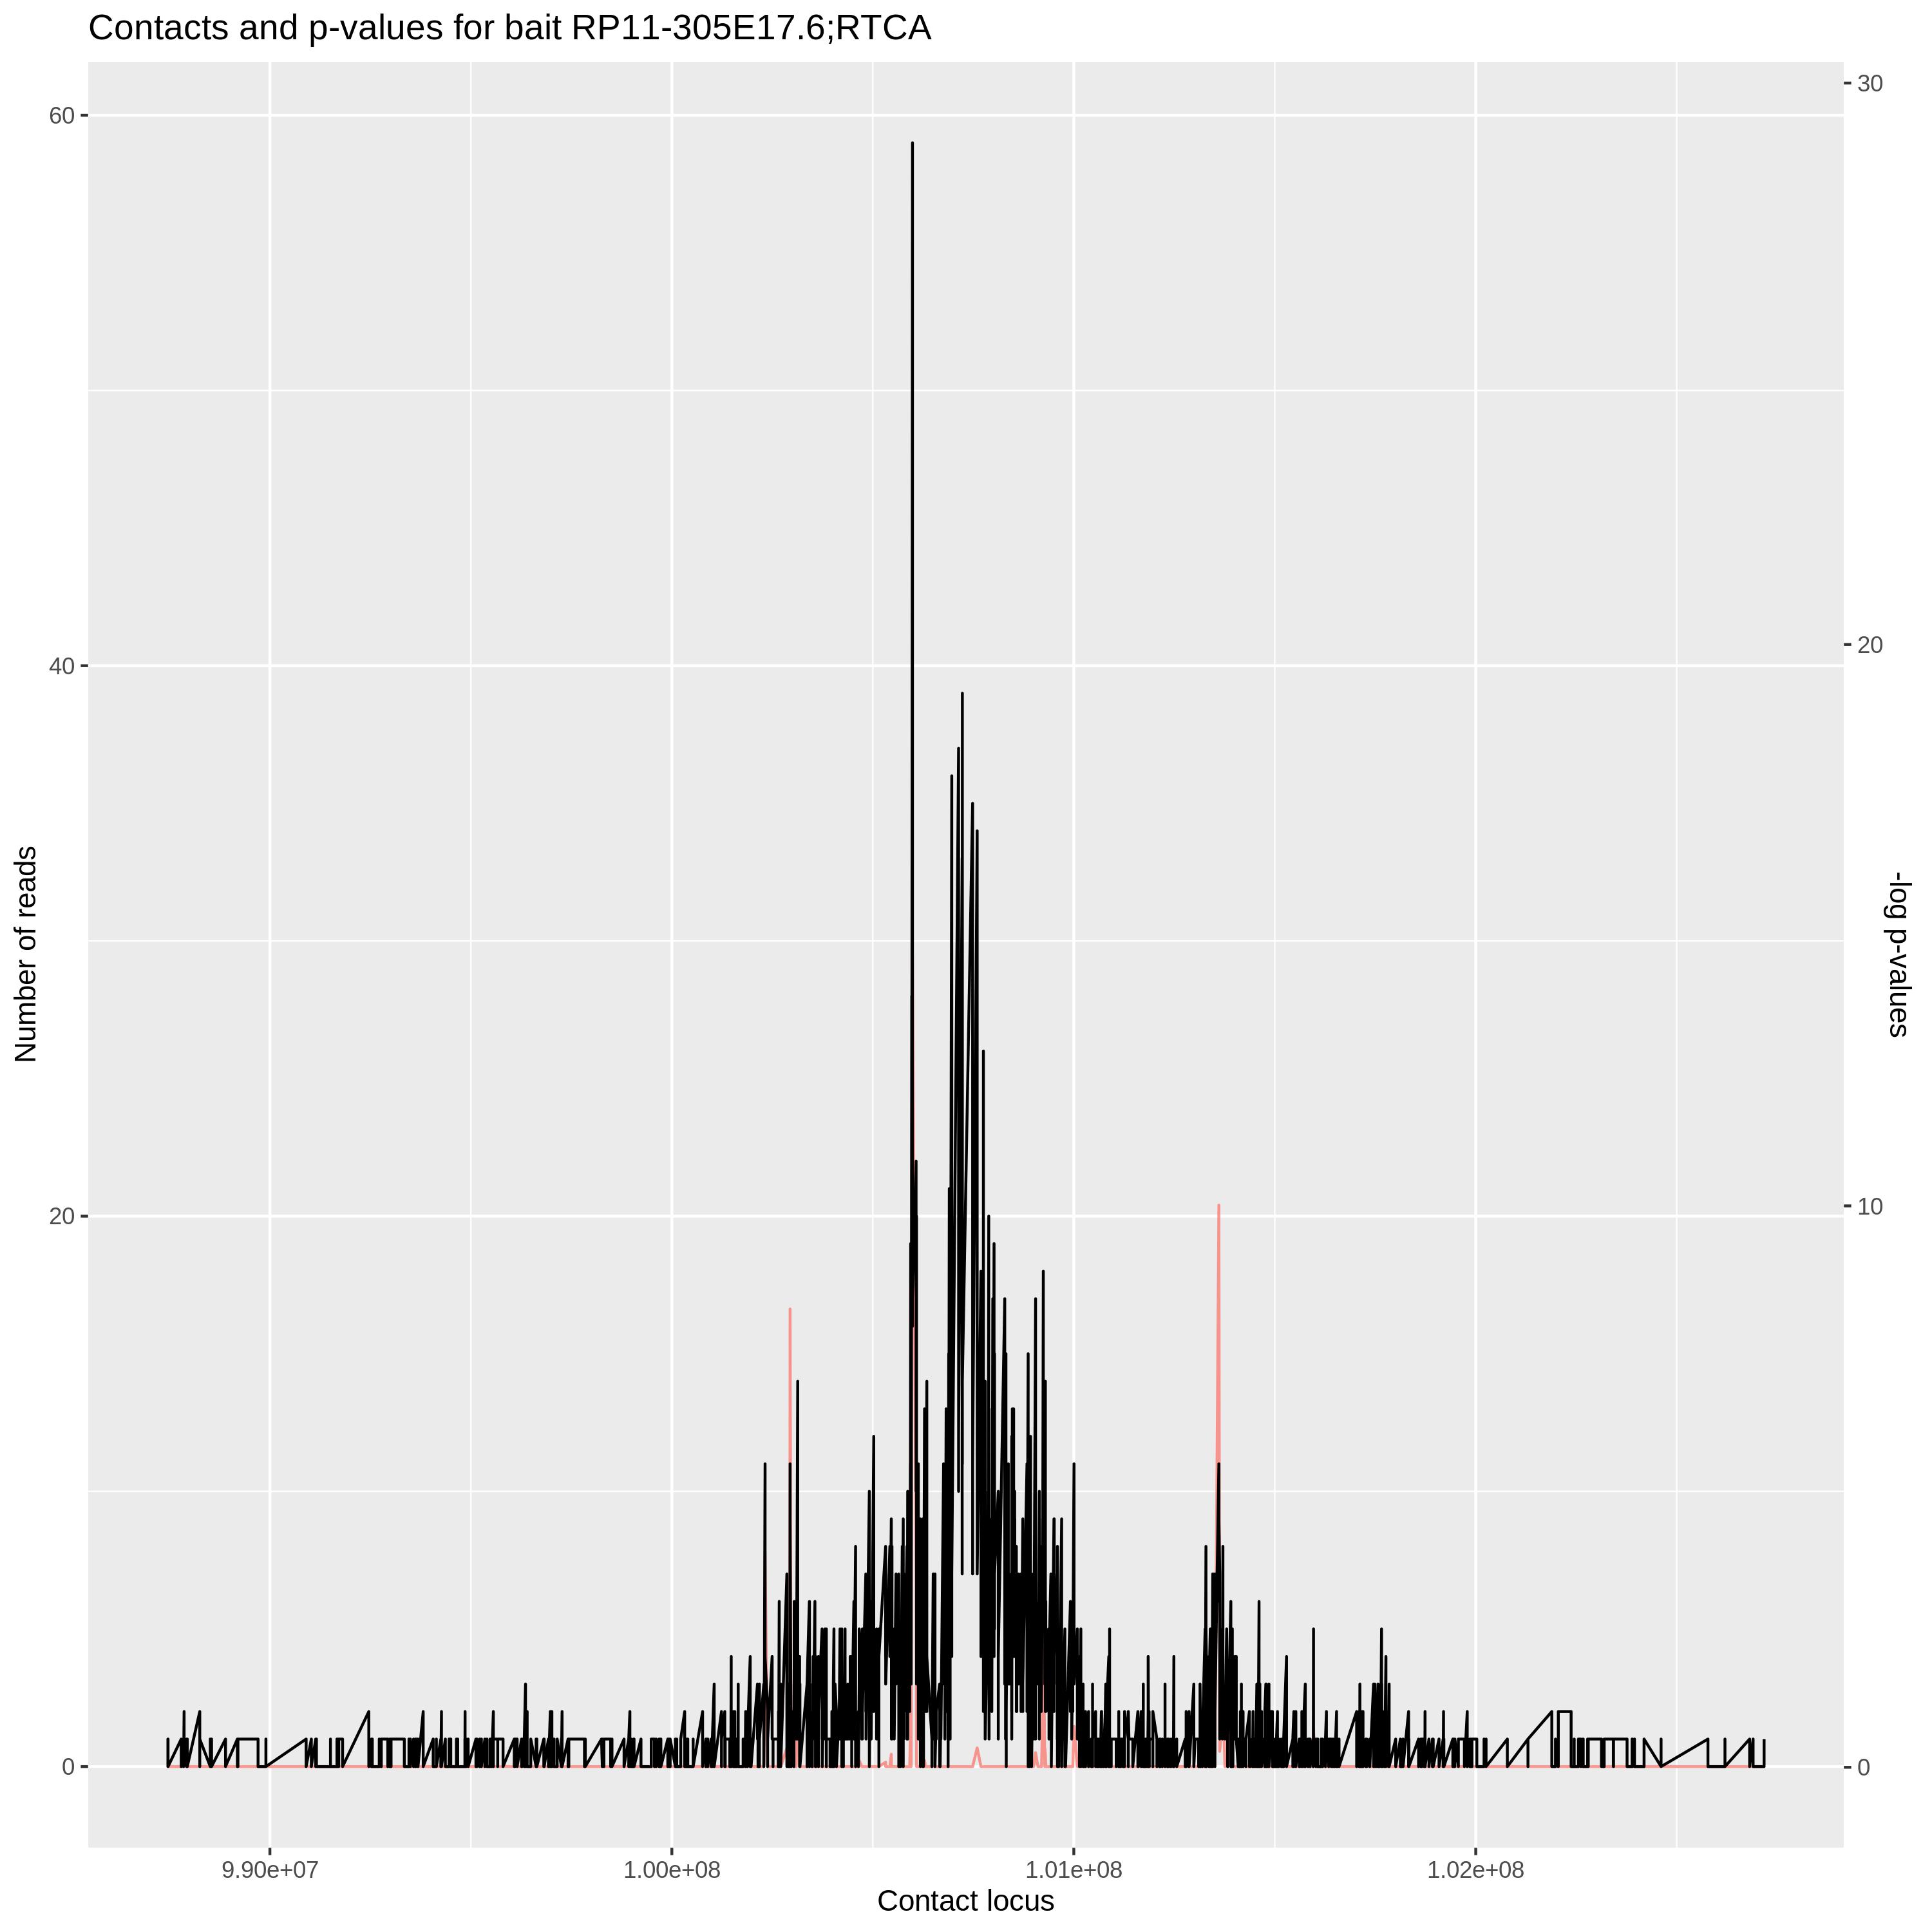 Contacts and p-values for bait RP11-305E17.6;RTCA
60
40
20
0
Number of reads
30
20
10
0
-log p-values
9.90e+07
1.00e+08
1.01e+08
1.02e+08
Contact locus